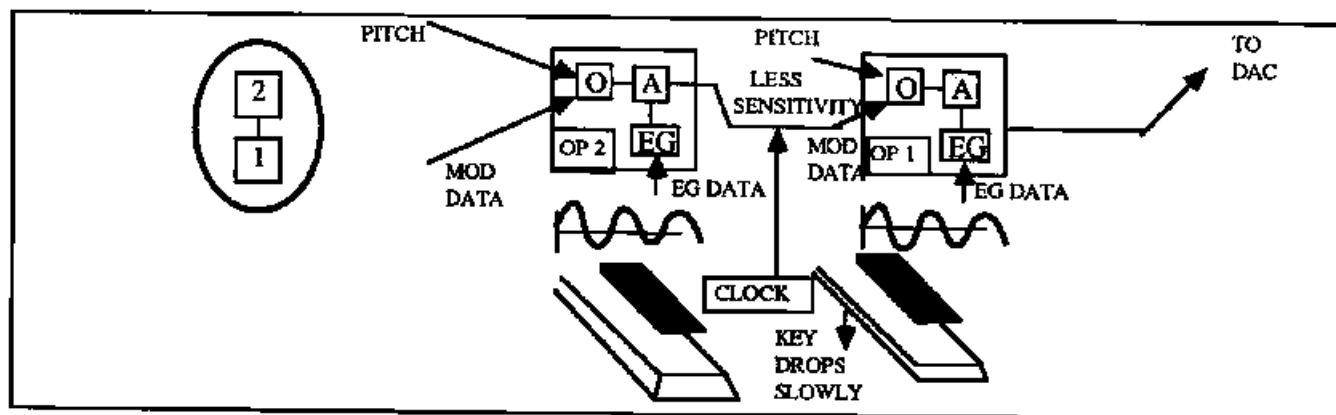 2
1
PITCH
O
A
EG
OP 2
MOD
DATA
EG DATA
LESS
SENSITIVITY
PITCH
MOD
DATA
O
A
EG
OP 1
EG DATA
TO
DAC
CLOCK
KEY
DROPS
SLOWLY